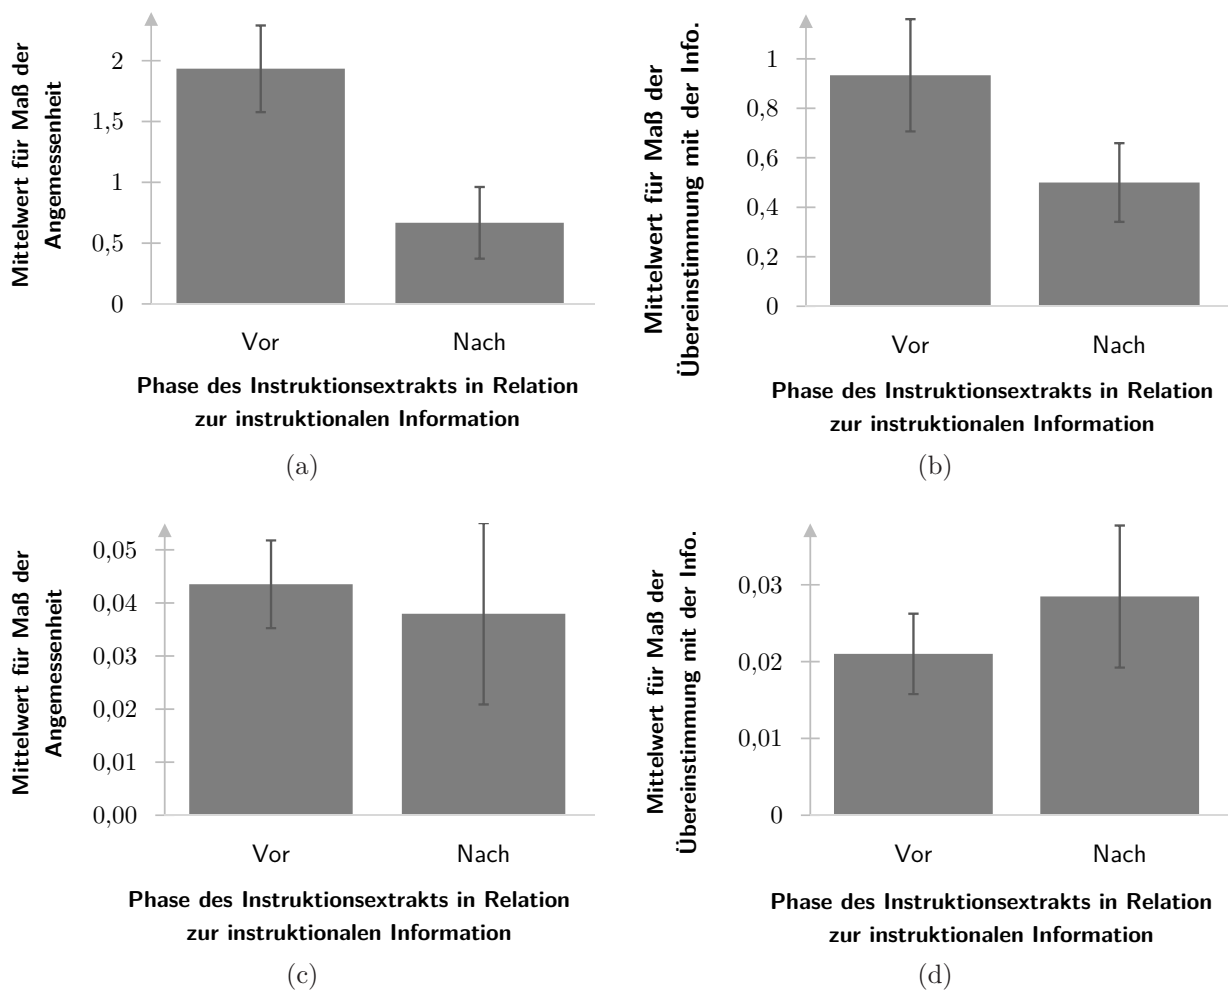 Mittelwert für Maß der
Angemessenheit
2
1,5
1
0,5
0
Vor
Nach
Phase des Instruktionsextrakts in Relation
zur instruktionalen Information
(a)
Mittelwert für Maß der
Übereinstimmung mit der Info.
1
0,8
0,6
0,4
0,2
0
Vor
Nach
Phase des Instruktionsextrakts in Relation
zur instruktionalen Information
(b)
Mittelwert für Maß der
Angemessenheit
0,05
0,04
0,03
0,02
0,01
0,00
Vor
Nach
Phase des Instruktionsextrakts in Relation
zur instruktionalen Information
(c)
Mittelwert für Maß der
Übereinstimmung mit der Info.
0,03
0,02
0,01
0
Vor
Nach
Phase des Instruktionsextrakts in Relation
zur instruktionalen Information
(d)